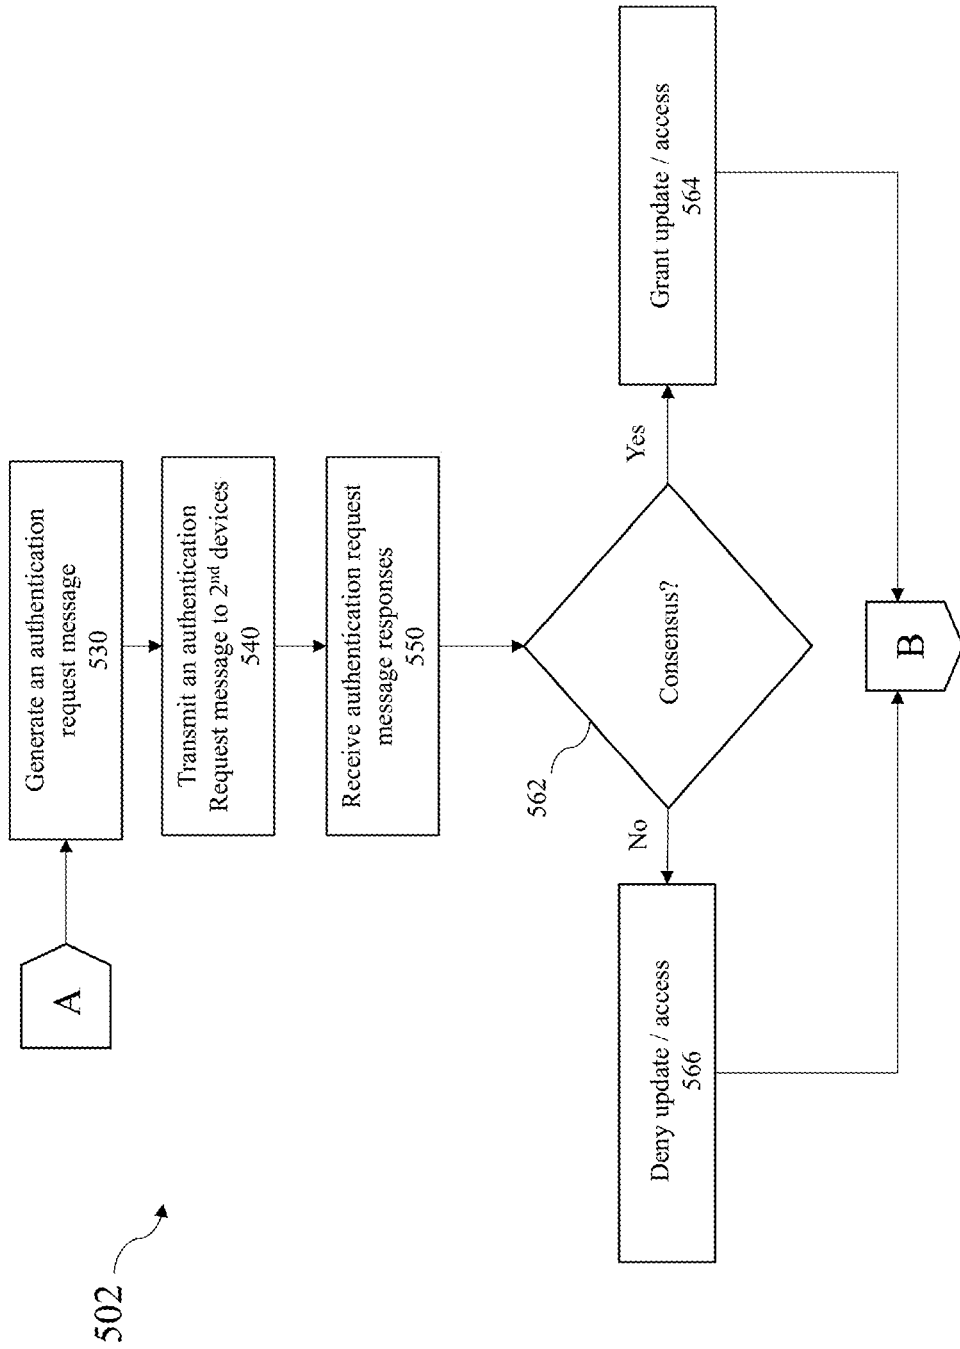 502
A
Generate an authentication
request message
530
Transmit an authentication
Request message to 2nd devices
540
Receive authentication request
message responses
550
562
Consensus?
No
Yes
Deny update / access
566
Grant update / access
564
B